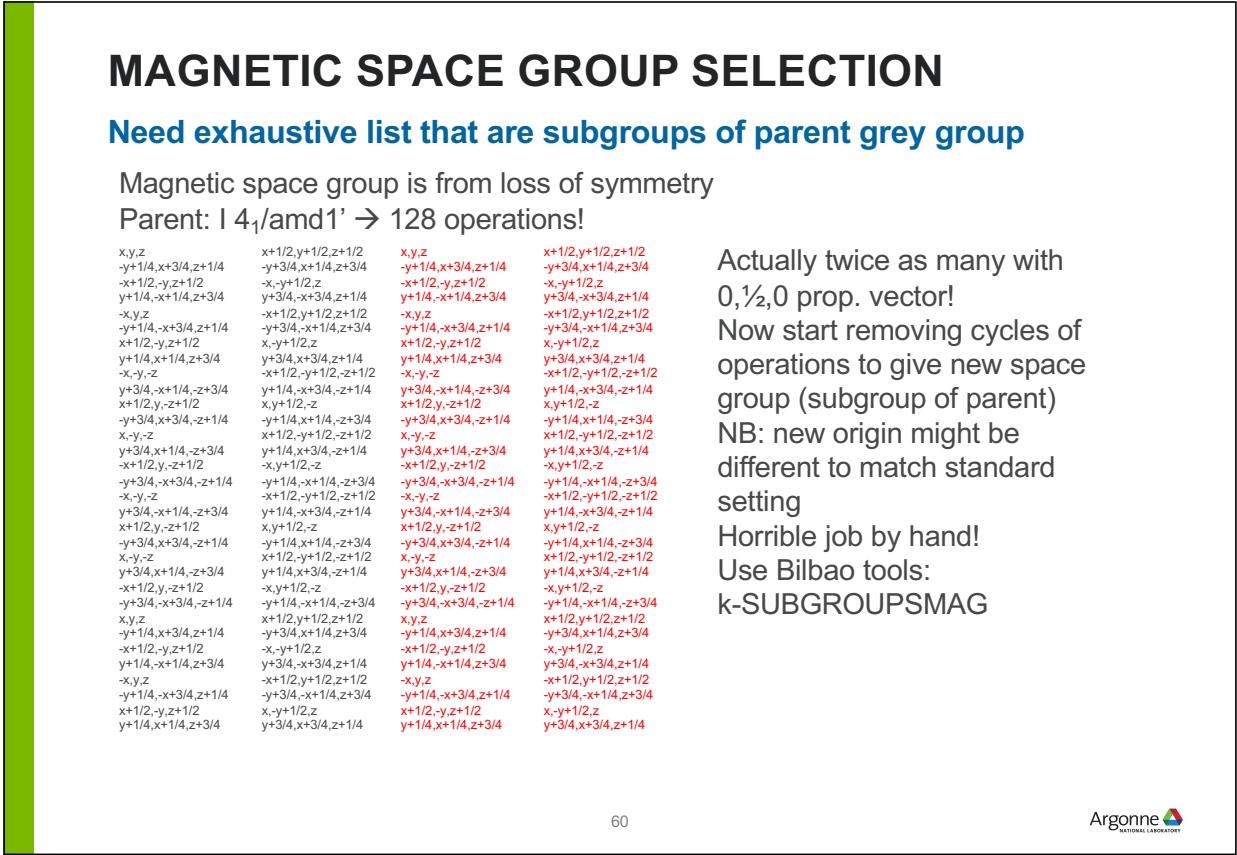 MAGNETIC SPACE GROUP SELECTION
Need exhaustive list that are subgroups of parent grey group
Magnetic space group is from loss of symmetry
Parent: I 4₁/amd1’ → 128 operations!
x,y,z x+1/2,y+1/2,z+1/2 x,y,z x+1/2,y+1/2,z+1/2
-y+1/4,x+3/4,z+1/4 -y+3/4,x+1/4,z+3/4 -y+1/4,x+3/4,z+1/4 -y+3/4,x+1/4,z+3/4
-x+1/2,-y,z+1/2 -x,-y+1/2,z -x+1/2,-y,z+1/2 -x,-y+1/2,z
y+1/4,-x+1/4,z+3/4 y+3/4,-x+3/4,z+1/4 y+1/4,-x+1/4,z+3/4 y+3/4,-x+3/4,z+1/4
-x,y,z -x+1/2,y+1/2,z+1/2 -x,y,z -x+1/2,y+1/2,z+1/2
-y+1/4,-x+3/4,z+1/4 -y+3/4,-x+1/4,z+3/4 -y+1/4,-x+3/4,z+1/4 -y+3/4,-x+1/4,z+3/4
x+1/2,-y,z+1/2 x,-y+1/2,z x+1/2,-y,z+1/2 x,-y+1/2,z
y+1/4,x+1/4,z+3/4 y+3/4,x+3/4,z+1/4 y+1/4,x+1/4,z+3/4 y+3/4,x+3/4,z+1/4
-x,-y,-z -x+1/2,-y+1/2,-z+1/2 -x,-y,-z -x+1/2,-y+1/2,-z+1/2
y+3/4,-x+1/4,-z+3/4 y+1/4,-x+3/4,-z+1/4 y+3/4,-x+1/4,-z+3/4 y+1/4,-x+3/4,-z+1/4
x+1/2,y,-z+1/2 x,y+1/2,-z x+1/2,y,-z+1/2 x,y+1/2,-z
-y+3/4,x+3/4,-z+1/4 -y+1/4,x+1/4,-z+3/4 -y+3/4,x+3/4,-z+1/4 -y+1/4,x+1/4,-z+3/4
x,-y,-z x+1/2,-y+1/2,-z+1/2 x,-y,-z x+1/2,-y+1/2,-z+1/2
y+3/4,x+1/4,-z+3/4 y+1/4,x+3/4,-z+1/4 y+3/4,x+1/4,-z+3/4 y+1/4,x+3/4,-z+1/4
-x+1/2,y,-z+1/2 -x,y+1/2,-z -x+1/2,y,-z+1/2 -x,y+1/2,-z
-y+3/4,-x+3/4,-z+1/4 -y+1/4,-x+1/4,-z+3/4 -y+3/4,-x+3/4,-z+1/4 -y+1/4,-x+1/4,-z+3/4
-x,-y,-z -x+1/2,-y+1/2,-z+1/2 -x,-y,-z -x+1/2,-y+1/2,-z+1/2
y+3/4,-x+1/4,-z+3/4 y+1/4,-x+3/4,-z+1/4 y+3/4,-x+1/4,-z+3/4 y+1/4,-x+3/4,-z+1/4
x+1/2,y,-z+1/2 x,y+1/2,-z x+1/2,y,-z+1/2 x,y+1/2,-z
-y+3/4,x+3/4,-z+1/4 -y+1/4,x+1/4,-z+3/4 -y+3/4,x+3/4,-z+1/4 -y+1/4,x+1/4,-z+3/4
x,-y,-z x+1/2,-y+1/2,-z+1/2 x,-y,-z x+1/2,-y+1/2,-z+1/2
y+3/4,x+1/4,-z+3/4 y+1/4,x+3/4,-z+1/4 y+3/4,x+1/4,-z+3/4 y+1/4,x+3/4,-z+1/4
-x+1/2,y,-z+1/2 -x,y+1/2,-z -x+1/2,y,-z+1/2 -x,y+1/2,-z
-y+3/4,-x+3/4,-z+1/4 -y+1/4,-x+1/4,-z+3/4 -y+3/4,-x+3/4,-z+1/4 -y+1/4,-x+1/4,-z+3/4
x,y,z x+1/2,y+1/2,z+1/2 x,y,z x+1/2,y+1/2,z+1/2
-y+1/4,x+3/4,z+1/4 -y+3/4,x+1/4,z+3/4 -y+1/4,x+3/4,z+1/4 -y+3/4,x+1/4,z+3/4
-x+1/2,-y,z+1/2 -x,-y+1/2,z -x+1/2,-y,z+1/2 -x,-y+1/2,z
y+1/4,-x+1/4,z+3/4 y+3/4,-x+3/4,z+1/4 y+1/4,-x+1/4,z+3/4 y+3/4,-x+3/4,z+1/4
-x,y,z -x+1/2,y+1/2,z+1/2 -x,y,z -x+1/2,y+1/2,z+1/2
-y+1/4,-x+3/4,z+1/4 -y+3/4,-x+1/4,z+3/4 -y+1/4,-x+3/4,z+1/4 -y+3/4,-x+1/4,z+3/4
x+1/2,-y,z+1/2 x,-y+1/2,z x+1/2,-y,z+1/2 x,-y+1/2,z
y+1/4,x+1/4,z+3/4 y+3/4,x+3/4,z+1/4 y+1/4,x+1/4,z+3/4 y+3/4,x+3/4,z+1/4
Actually twice as many with
0,½,0 prop. vector!
Now start removing cycles of
operations to give new space
group (subgroup of parent)
NB: new origin might be
different to match standard
setting
Horrible job by hand!
Use Bilbao tools:
k-SUBGROUPSMAG
60
Argonne
NATIONAL LABORATORY